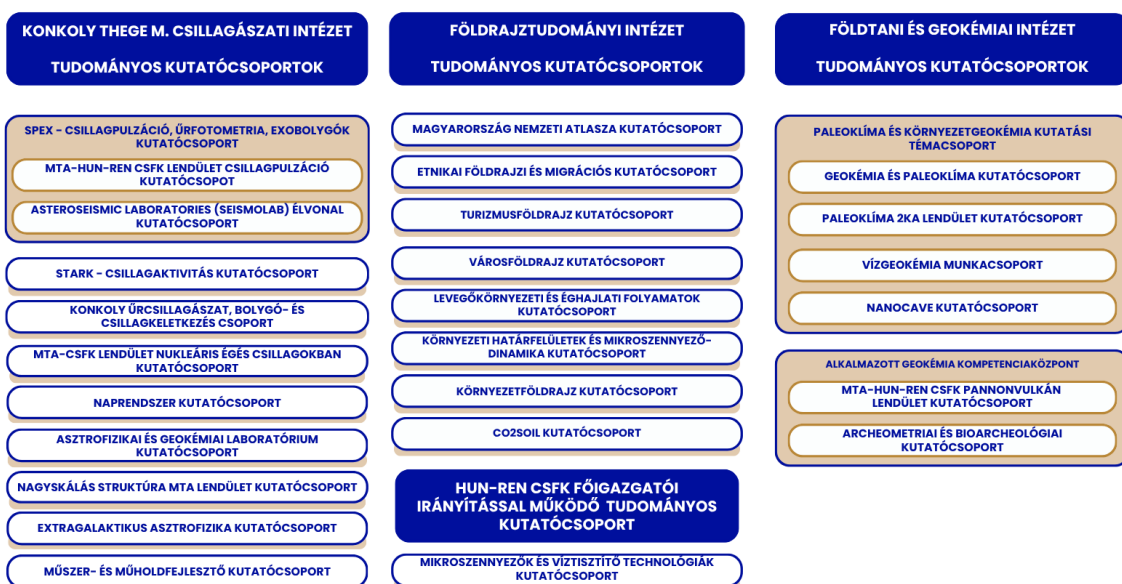 KONKOLY THEGE M. CSILLAGÁSZATI INTÉZET
TUDOMÁNYOS KUTATÓCSOPORTOK
SPEX - CSILLAGPULZÁCIÓ, ŰRFOTOMETRIA, EXOBOLYGÓK
KUTATÓCSOPORT
MTA-HUN-REN CSFK LENDÜLET CSILLAGPULZÁCIÓ
KUTATÓCSOPOT
ASTEROSEISMIC LABORATORIES (SEISMOLAB) ÉLVONAL
KUTATÓCSOPORT
STARK - CSILLAGAKTIVITÁS KUTATÓCSOPORT
KONKOLY ŰRCSILLAGÁSZAT, BOLYGÓ- ÉS
CSILLAGKELETKEZÉS CSOPORT
MTA-CSFK LENDÜLET NUKLEÁRIS ÉGÉS CSILLAGOKBAN
KUTATÓCSOPORT
NAPRENDSZER KUTATÓCSOPORT
ASZTROFIZIKAI ÉS GEOKÉMIAI LABORATÓRIUM
KUTATÓCSOPORT
NAGYSKÁLÁS STRUKTÚRA MTA LENDÜLET KUTATÓCSOPORT
EXTRAGALAKTIKUS ASZTROFIZIKA KUTATÓCSOPORT
MŰSZER- ÉS MŰHOLDFEJLESZTŐ KUTATÓCSOPORT
FÖLDRAJZTUDOMÁNYI INTÉZET
TUDOMÁNYOS KUTATÓCSOPORTOK
MAGYARORSZÁG NEMZETI ATLASZA KUTATÓCSOPORT
ETNIKAI FÖLDRAJZI ÉS MIGRÁCIÓS KUTATÓCSOPORT
TURIZMUSFÖLDRAJZ KUTATÓCSOPORT
VÁROSFÖLDRAJZ KUTATÓCSOPORT
LEVEGŐKÖRNYEZETI ÉS ÉGHAJLATI FOLYAMATOK
KUTATÓCSOPORT
KÖRNYEZETI HATÁRFELÜLETEK ÉS MIKROSZENNYEZŐ-
DINAMIKA KUTATÓCSOPORT
KÖRNYEZETFÖLDRAJZ KUTATÓCSOPORT
CO2SOIL KUTATÓCSOPORT
HUN-REN CSFK FŐIGAZGATÓI
IRÁNYÍTÁSSAL MŰKÖDŐ TUDOMÁNYOS
KUTATÓCSOPORT
MIKROSZENNYEZŐK ÉS VÍZTISZTÍTŐ TECHNOLÓGIÁK
KUTATÓCSOPORT
FÖLDTANI ÉS GEOKÉMIAI INTÉZET
TUDOMÁNYOS KUTATÓCSOPORTOK
PALEOKLÍMA ÉS KÖRNYEZETGEOKÉMIA KUTATÁSI
TÉMACSOPORT
GEOKÉMIA ÉS PALEOKLÍMA KUTATÓCSOPORT
PALEOKLÍMA 2KA LENDÜLET KUTATÓCSOPORT
VÍZGEOKÉMIA MUNKACSOPORT
NANOCAVE KUTATÓCSOPORT
ALKALMAZOTT GEOKÉMIA KOMPETENCIAKÖZPONT
MTA-HUN-REN CSFK PANNONVULKÁN
LENDÜLET KUTATÓCSOPORT
ARCHEOMETRIAI ÉS BIOARCHEOLÓGIAI
KUTATÓCSOPORT